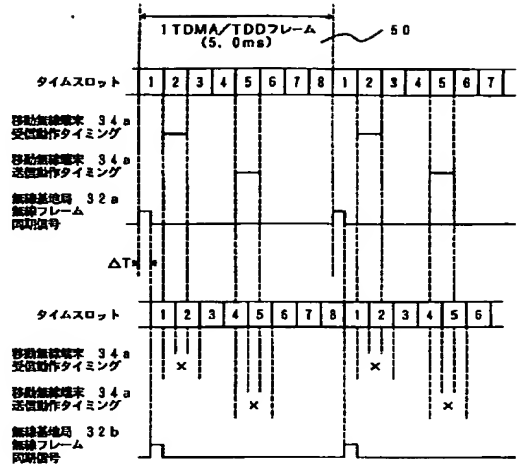 1TDMA/TDDフレーム
(5.0ms)
50
タイムスロット 1 2 3 4 5 6 7 8 1 2 3 4 5 6 7
移動無線端末 34a
受信動作タイミング
移動無線端末 34a
送信動作タイミング
無線基地局 32a
無線フレーム
同期信号
ΔT
タイムスロット 1 2 3 4 5 6 7 8 1 2 3 4 5 6
移動無線端末 34a
受信動作タイミング × ×
移動無線端末 34a
送信動作タイミング × ×
無線基地局 32b
無線フレーム
同期信号